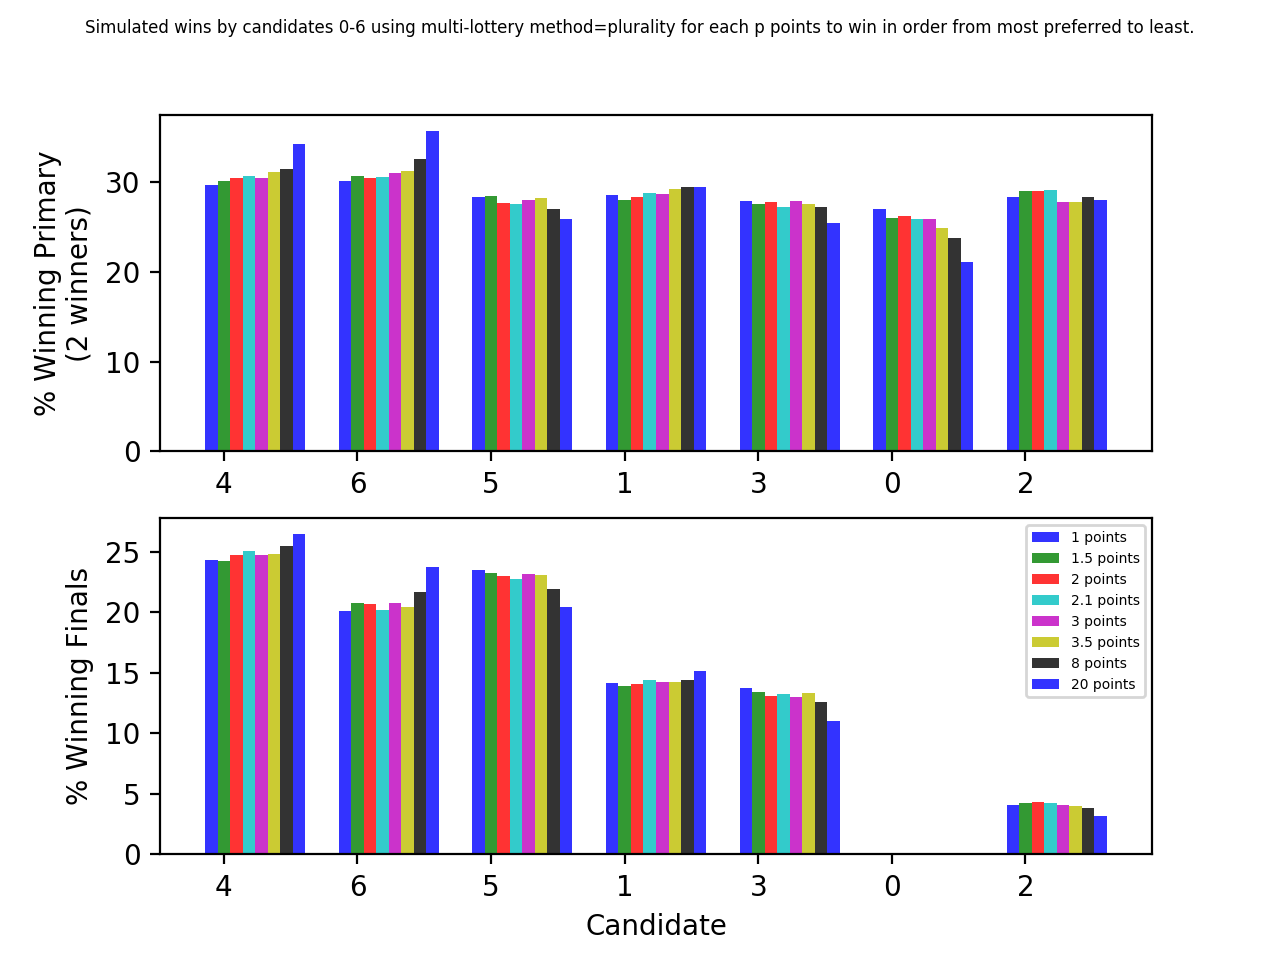 Simulated wins by candidates 0-6 using multi-lottery method=plurality for each p points to win in order from most preferred to least.
% Winning Primary
(2 winners)
30
20
10
0
4 6 5 1 3 0 2
% Winning Finals
25
20
15
10
5
0
1 points
1.5 points
2 points
2.1 points
3 points
3.5 points
8 points
20 points
4 6 5 1 3 0 2
Candidate